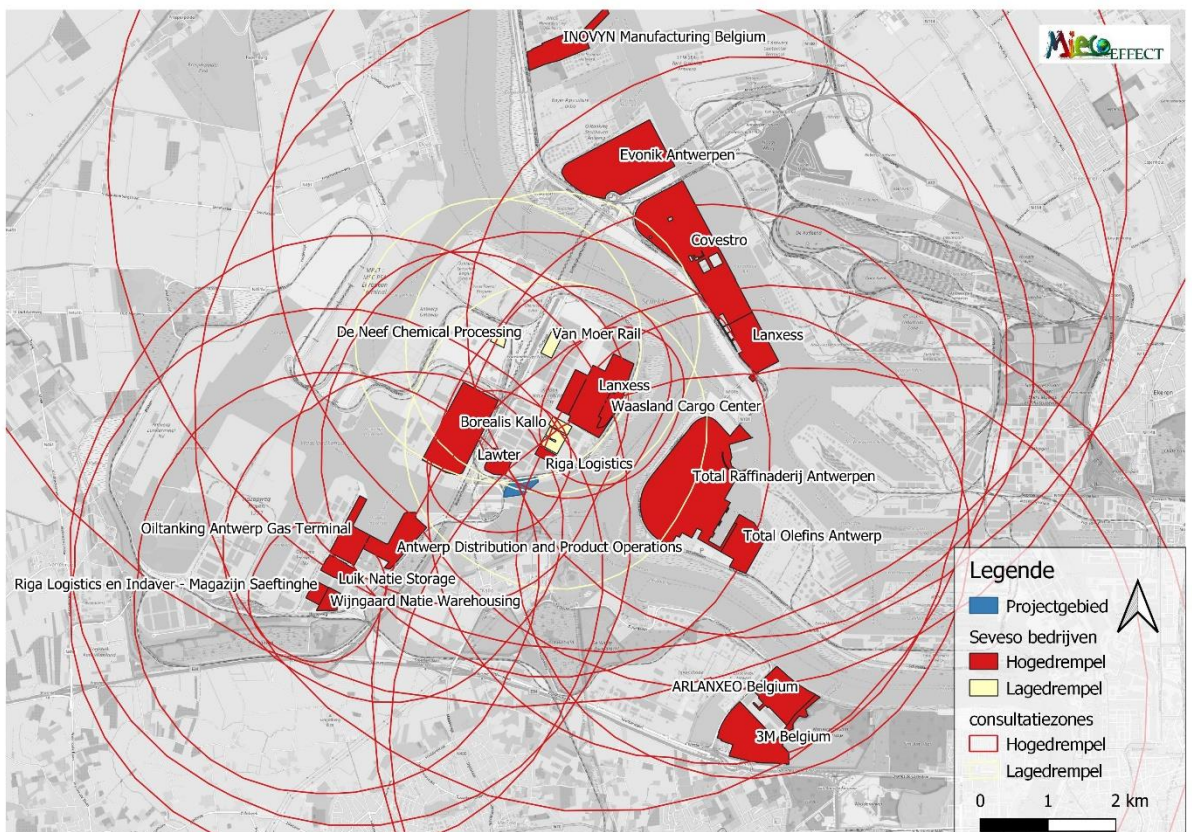 INOVYN Manufacturing Belgium
Mieco EFFECT
Evonik Antwerpen
Covestro
De Neef Chemical Processing
Van Moer Rail
Lanxess
Lanxess
Waasland Cargo Center
Borealis Kallo
Lawter
Riga Logistics
Total Raffinaderij Antwerpen
Oiltanking Antwerp Gas Terminal
Total Olefins Antwerp
Antwerp Distribution and Product Operations
Luik Natie Storage
Riga Logistics en Indaver - Magazijn Saeftinghe
Wijngaard Natie Warehousing
ARLANXEO Belgium
3M Belgium
Legende
Projectgebied
Seveso bedrijven
Hogedrempel
Lagedrempel
consultatiezones
Hogedrempel
Lagedrempel
0 1 2 km